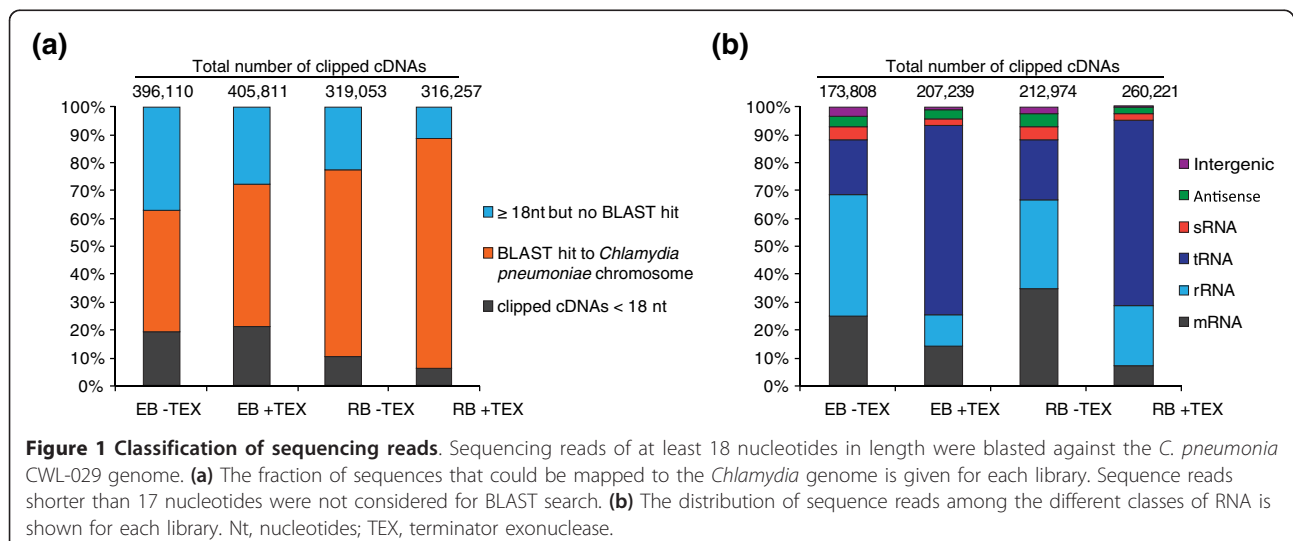 (a)
Total number of clipped cDNAs
396,110 405,811 319,053 316,257
100%
90%
80%
70%
60%
50%
40%
30%
20%
10%
0%
EB -TEX EB +TEX RB -TEX RB +TEX
≥ 18nt but no BLAST hit
BLAST hit to Chlamydia
pneumoniae chromosome
clipped cDNAs < 18 nt
(b)
Total number of clipped cDNAs
173,808 207,239 212,974 260,221
100%
90%
80%
70%
60%
50%
40%
30%
20%
10%
0%
EB -TEX EB +TEX RB -TEX RB +TEX
Intergenic
Antisense
sRNA
tRNA
rRNA
mRNA
Figure 1 Classification of sequencing reads. Sequencing reads of at least 18 nucleotides in length were blasted against the C. pneumonia
CWL-029 genome. (a) The fraction of sequences that could be mapped to the Chlamydia genome is given for each library. Sequence reads
shorter than 17 nucleotides were not considered for BLAST search. (b) The distribution of sequence reads among the different classes of RNA is
shown for each library. Nt, nucleotides; TEX, terminator exonuclease.